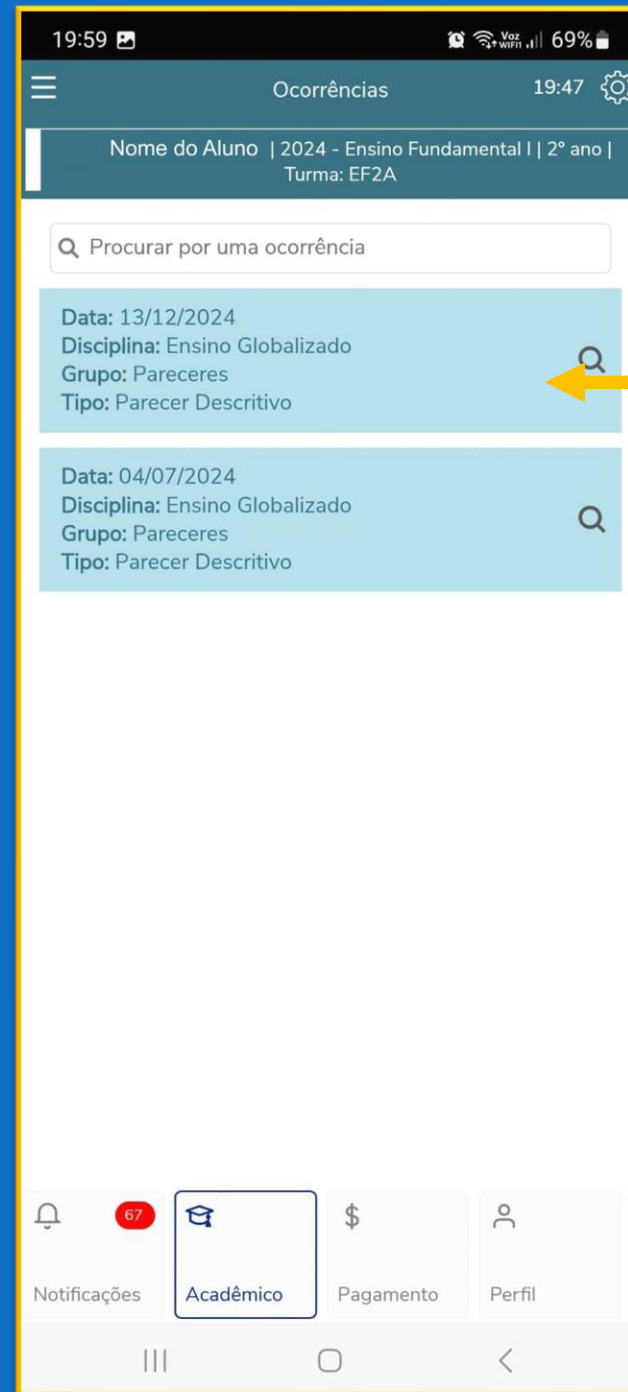 19:59 Voz WiFi1 69%
Ocorrências 19:47
Nome do Aluno | 2024 - Ensino Fundamental I | 2º ano |
Turma: EF2A
Procurar por uma ocorrência
Data: 13/12/2024
Disciplina: Ensino Globalizado
Grupo: Pareceres
Tipo: Parecer Descritivo
Data: 04/07/2024
Disciplina: Ensino Globalizado
Grupo: Pareceres
Tipo: Parecer Descritivo
67
Notificações Acadêmico Pagamento Perfil